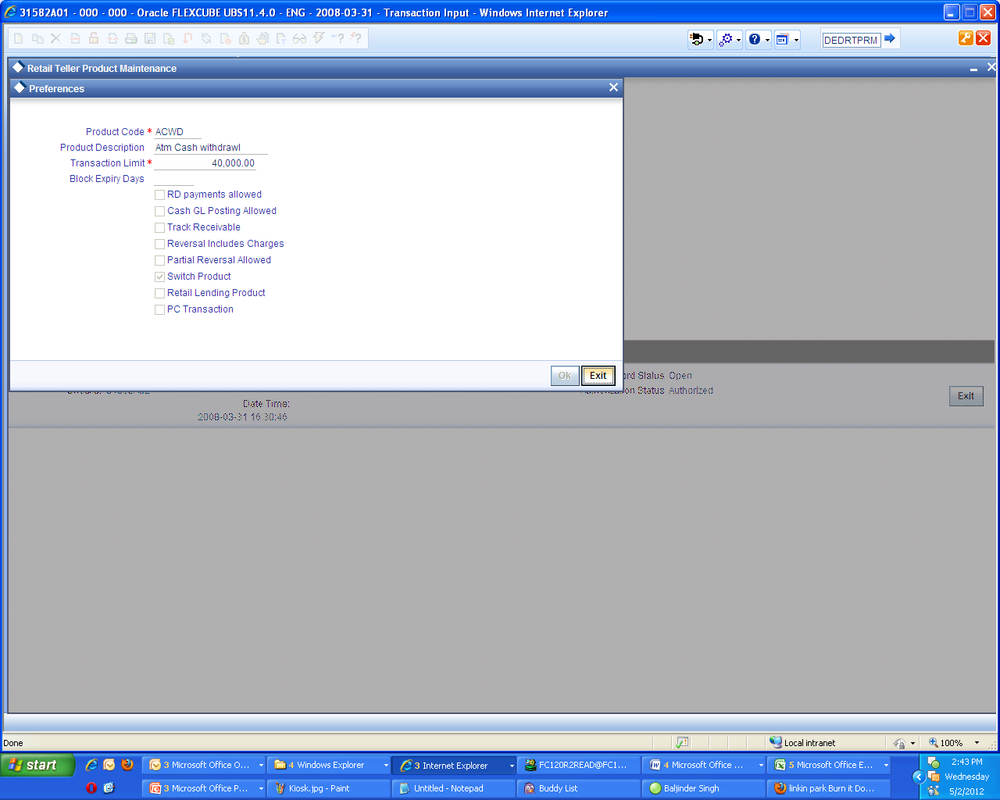 31582A01 - 000 - 000 - Oracle FLEXCUBE UBS11.4.0 - ENG - 2008-03-31 - Transaction Input - Windows Internet Explorer
DEDRTPRM
Retail Teller Product Maintenance
Preferences
Product Code * ACWD
Product Description Atm Cash withdrawl
Transaction Limit * 40,000.00
Block Expiry Days
RD payments allowed
Cash GL Posting Allowed
Track Receivable
Reversal Includes Charges
Partial Reversal Allowed
Switch Product
Retail Lending Product
PC Transaction
Ok Exit
Status Open
Status Authorized
Exit
Date Time:
2008-03-31 16:30:40
Done
Local intranet
100%
start
3 Microsoft Office O...
4 Windows Explorer
3 Internet Explorer
FC120R2READ@FC1...
4 Microsoft Office ...
5 Microsoft Office E...
2:43 PM
Wednesday
3 Microsoft Office P...
Kiosk.jpg - Paint
Untitled - Notepad
Buddy List
Baljinder Singh
linkin park Burn it Do...
5/2/2012